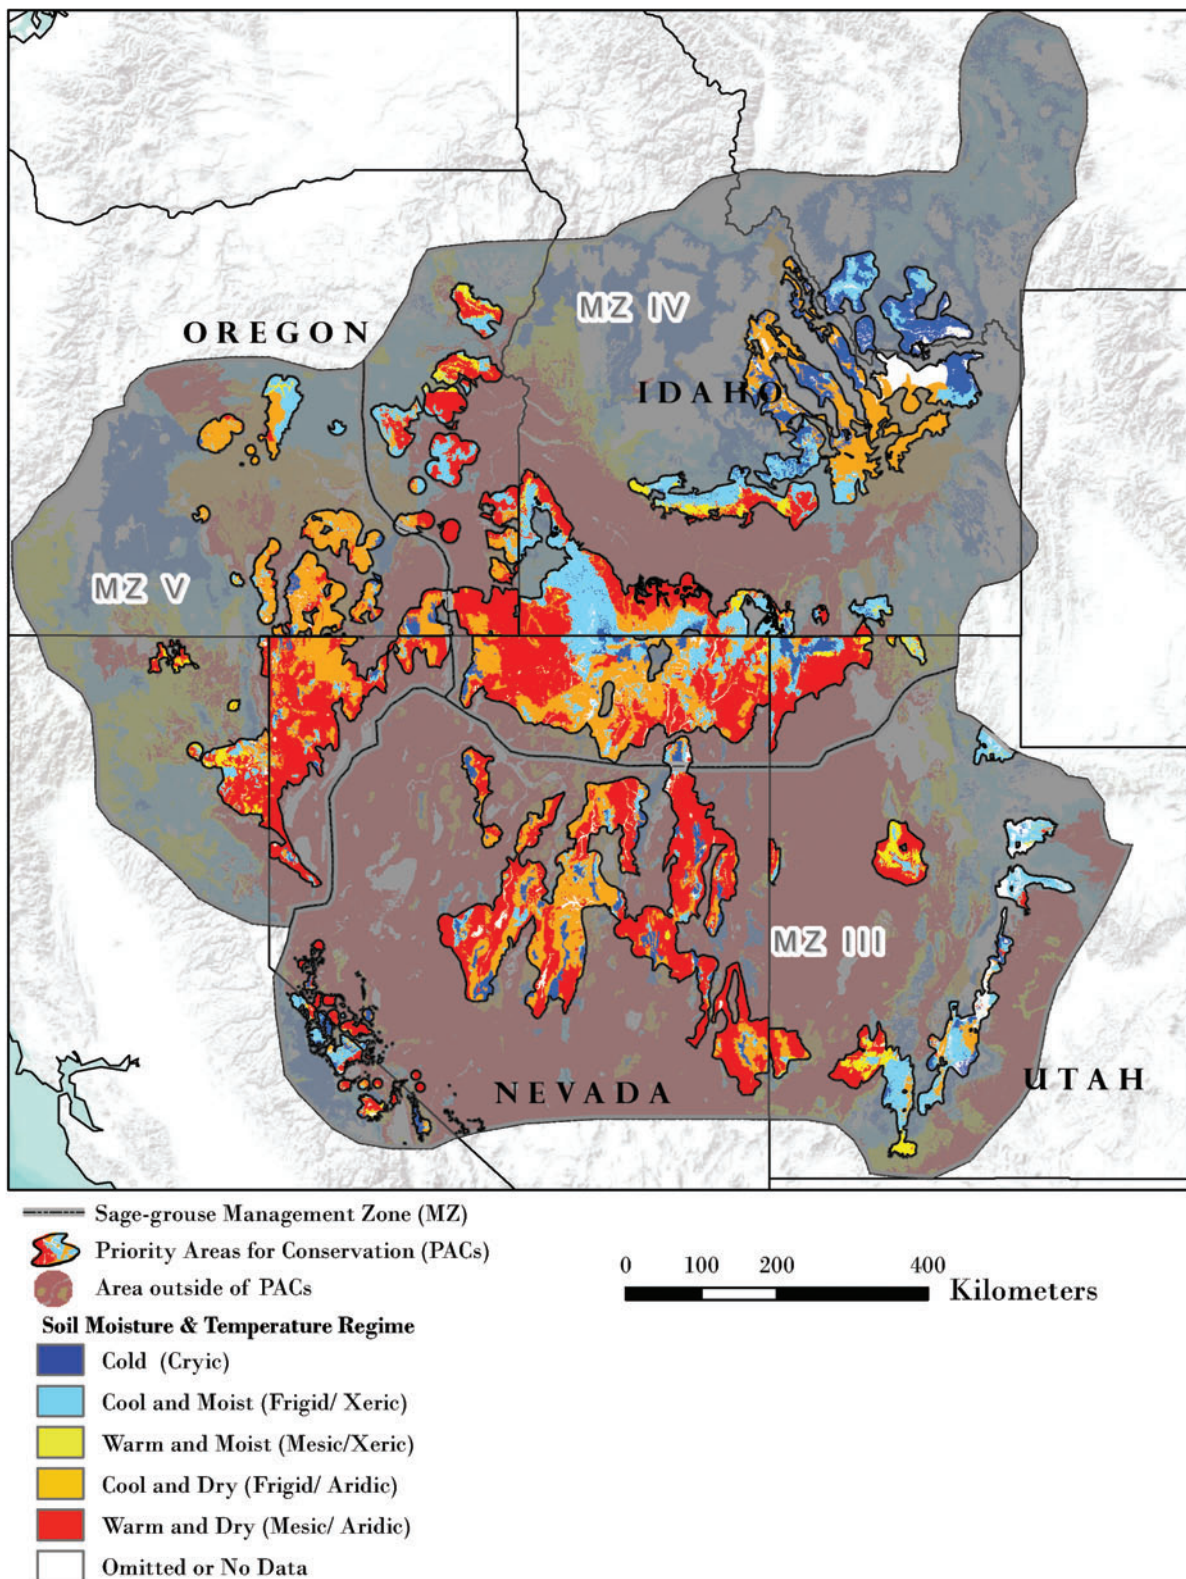 MZ IV
OREGON
IDAHO
MZ V
MZ III
NEVADA
UTAH
Sage-grouse Management Zone (MZ)
Priority Areas for Conservation (PACs)
Area outside of PACs
0 100 200 400 Kilometers
Soil Moisture & Temperature Regime
Cold (Cryic)
Cool and Moist (Frigid/ Xeric)
Warm and Moist (Mesic/Xeric)
Cool and Dry (Frigid/ Aridic)
Warm and Dry (Mesic/ Aridic)
Omitted or No Data